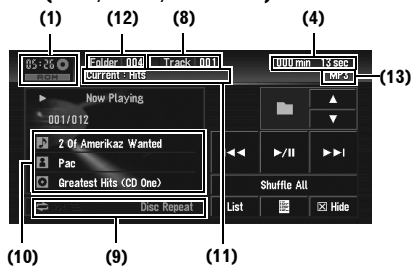 (1) (12) (8) (4)
05:26 Folder 004 Track 001 000 min 13 sec
ROM Current : Hits MP3 (13)
Now Playing
001/012
2 Of Amerikaz Wanted
Pac
Greatest Hits (CD One) Shuffle All
Disc Repeat List Hide
(10) (9) (11)